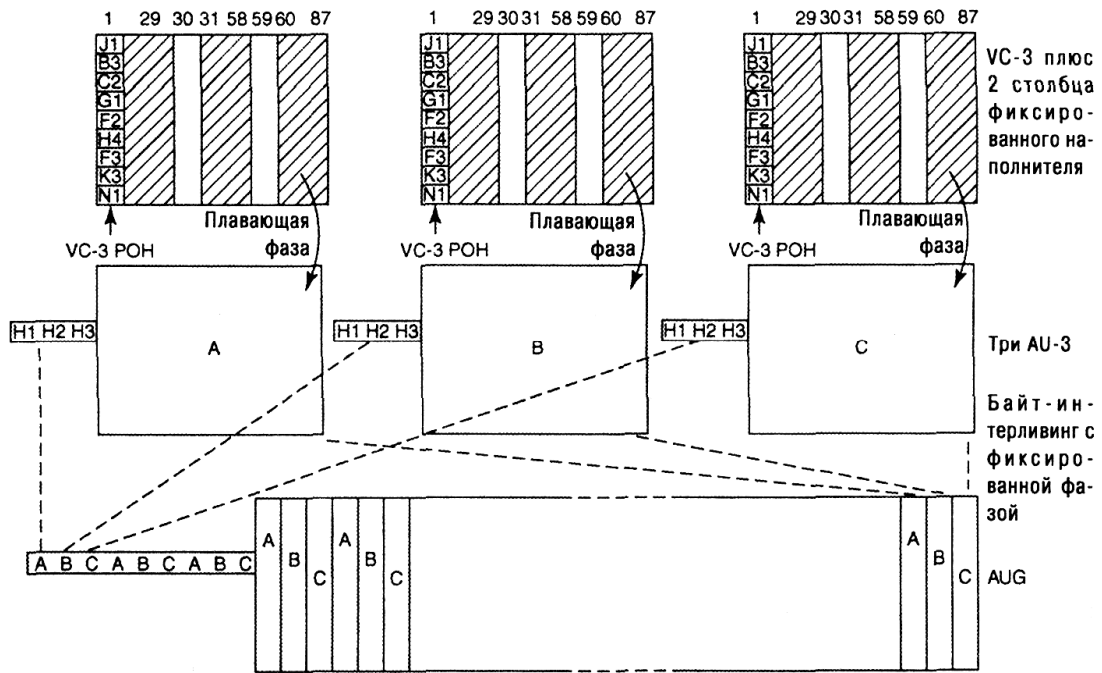 1 29 30 31 58 59 60 87
1 29 30 31 58 59 60 87
1 29 30 31 58 59 60 87
J1
B3
C2
G1
F2
H4
F3
K3
N1
J1
B3
C2
G1
F2
H4
F3
K3
N1
J1
B3
C2
G1
F2
H4
F3
K3
N1
VC-3 плюс
2 столбца
фиксиро-
ванного на-
полнителя
Плавающая
фаза
VC-3 POH
Плавающая
фаза
VC-3 POH
Плавающая
фаза
VC-3 POH
H1 H2 H3
A
H1 H2 H3
B
H1 H2 H3
C
Три AU-3
Байт-ин-
терливинг с
фиксиро-
ванной фа-
зой
A B C A B C A B C
A
B
C
A
B
C
A
B
C
AUG